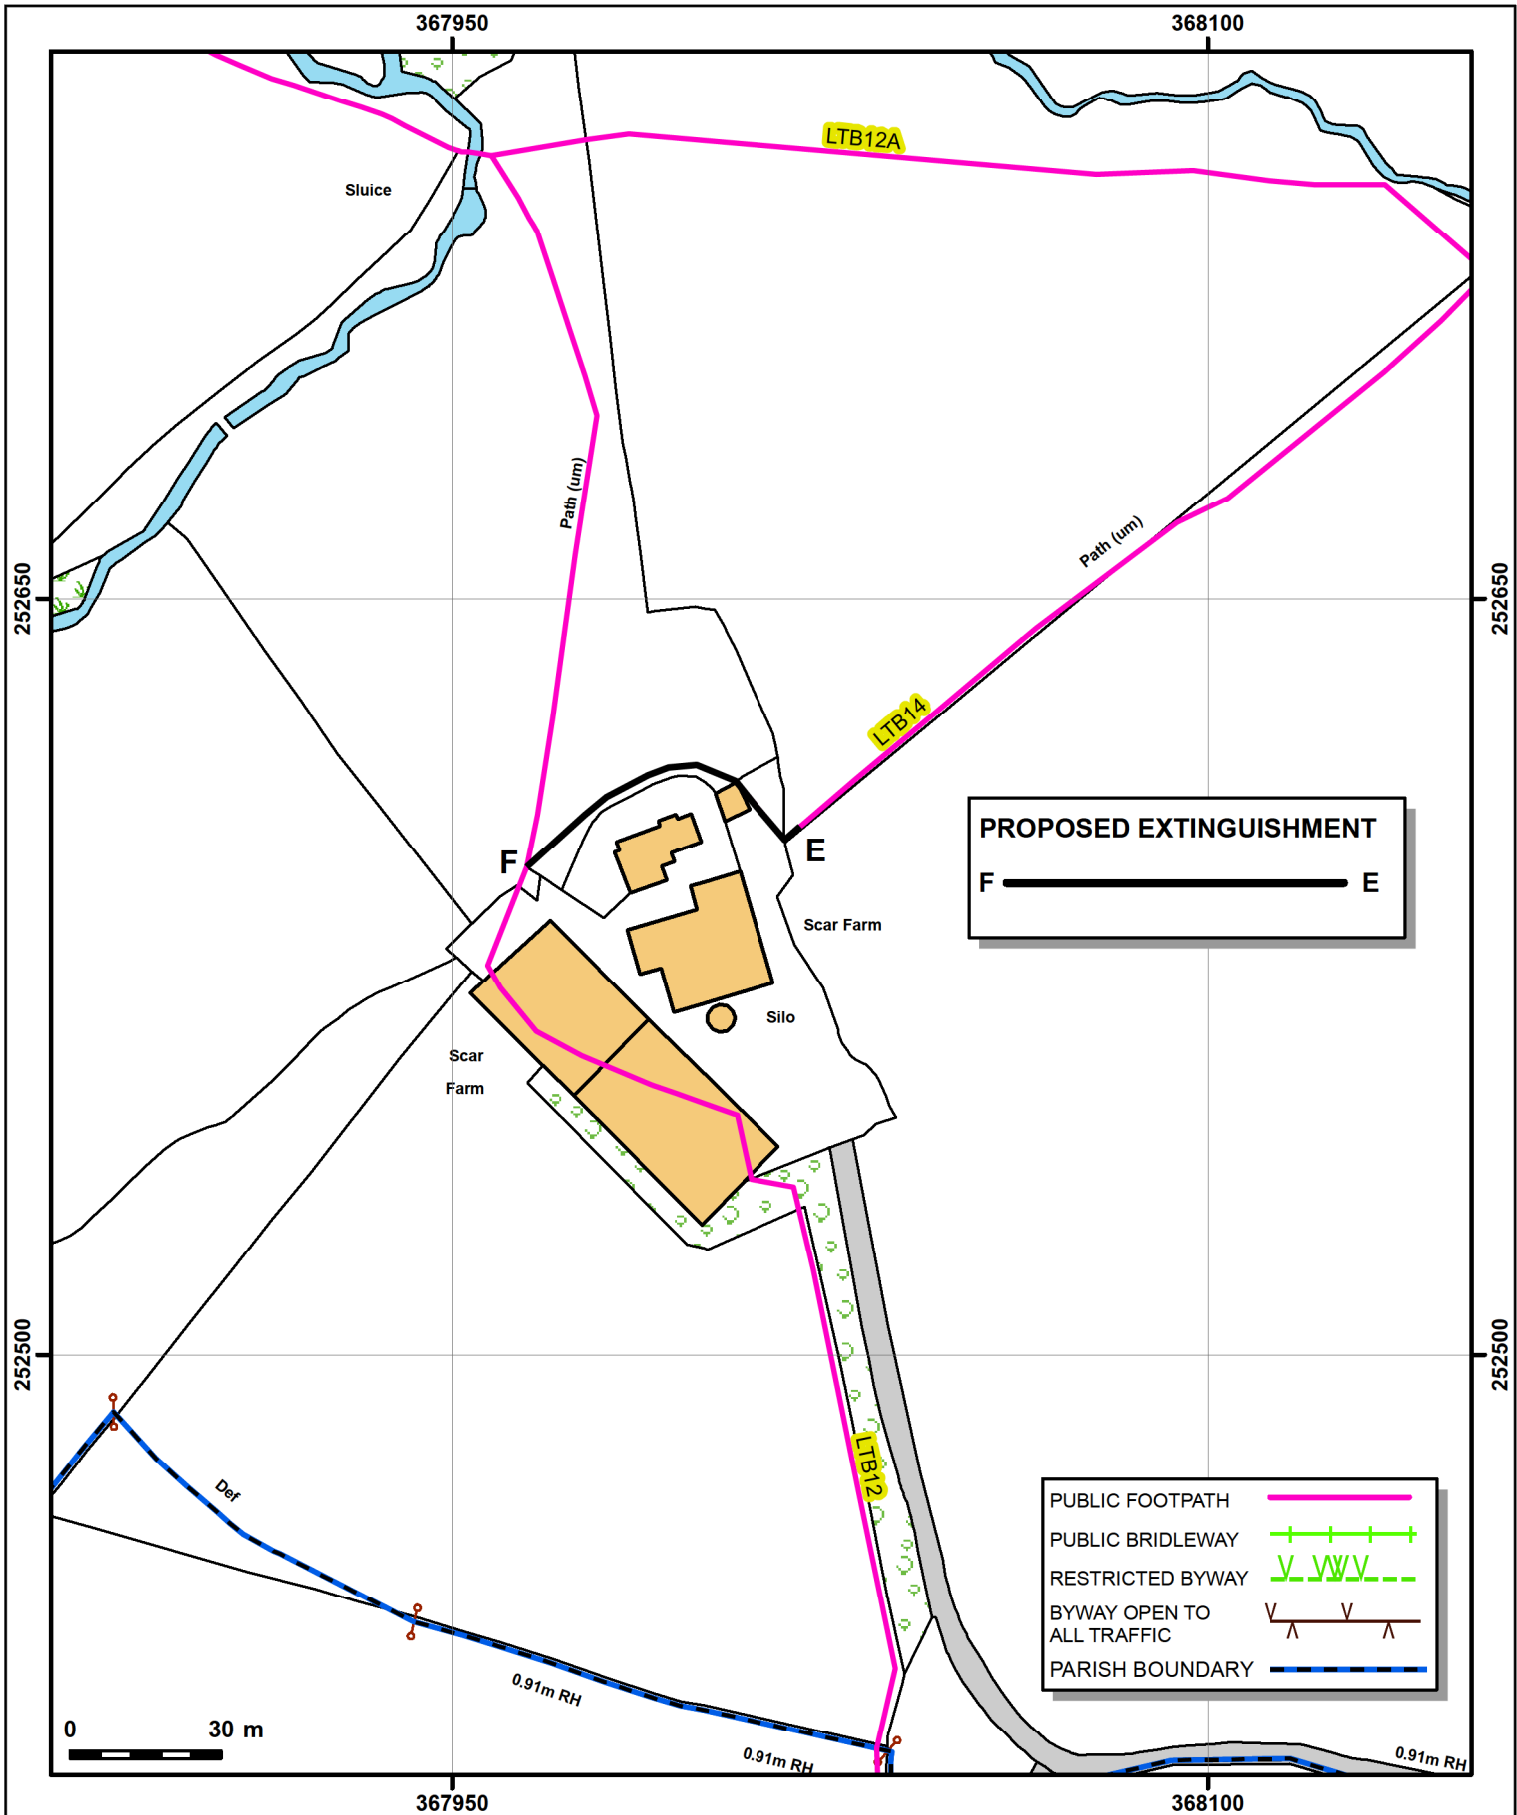 367950
368100
LTB12A
Sluice
Path (um)
Path (um)
252650
252650
LTB14
PROPOSED EXTINGUISHMENT
F
E
F
E
Scar Farm
Silo
Scar
Farm
252500
252500
LTB12
Def
PUBLIC FOOTPATH
PUBLIC BRIDLEWAY
RESTRICTED BYWAY
BYWAY OPEN TO
ALL TRAFFIC
PARISH BOUNDARY
0.91m RH
0
30 m
0.91m RH
0.91m RH
367950
368100